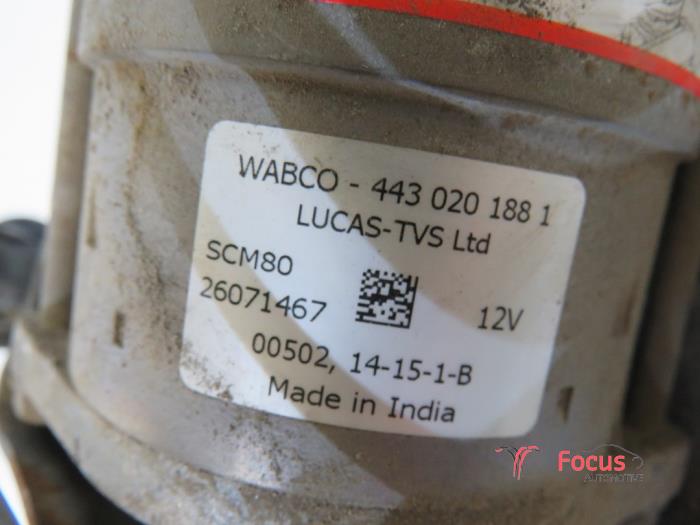 WABCO - 443 020 188 1
LUCAS-TVS Ltd
SCM80
26071467
12V
00502, 14-15-1-B
Made in India
Focus
AUTOMOTIVE